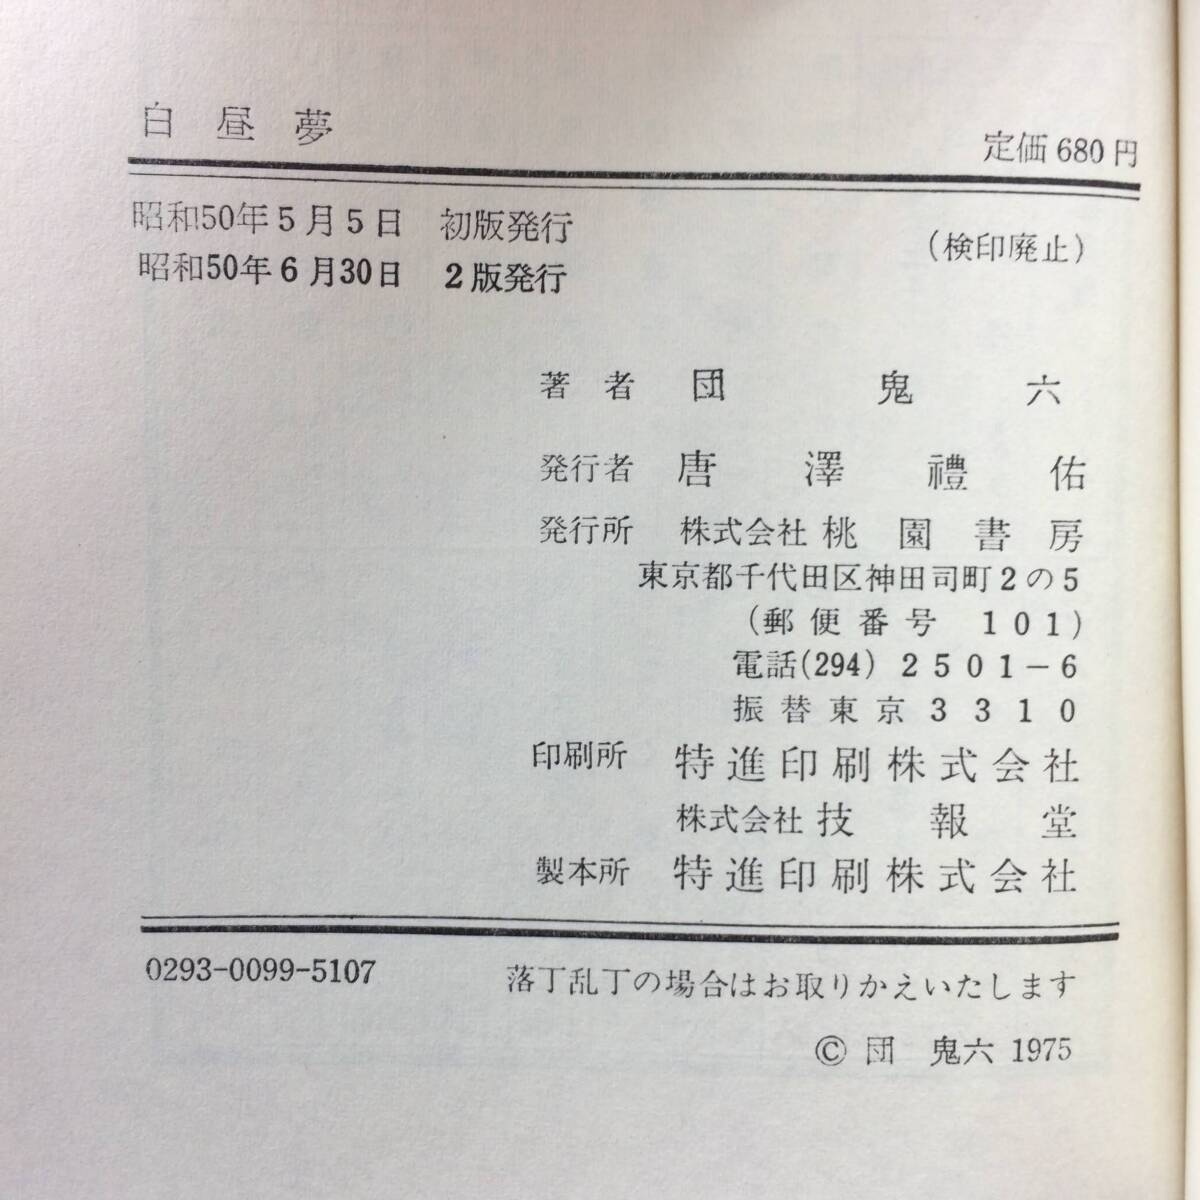 白昼夢
定価680円
昭和50年5月5日 初版発行
昭和50年6月30日 2版発行
(検印廃止)
著者 団鬼六
発行者 唐澤禮佑
発行所 株式会社桃園書房
東京都千代田区神田司町2の5
(郵便番号 101)
電話(294)2501-6
振替東京3310
印刷所 特進印刷株式会社
株式会社技報堂
製本所 特進印刷株式会社
0293-0099-5107
落丁乱丁の場合はお取りかえいたします
© 団 鬼六 1975